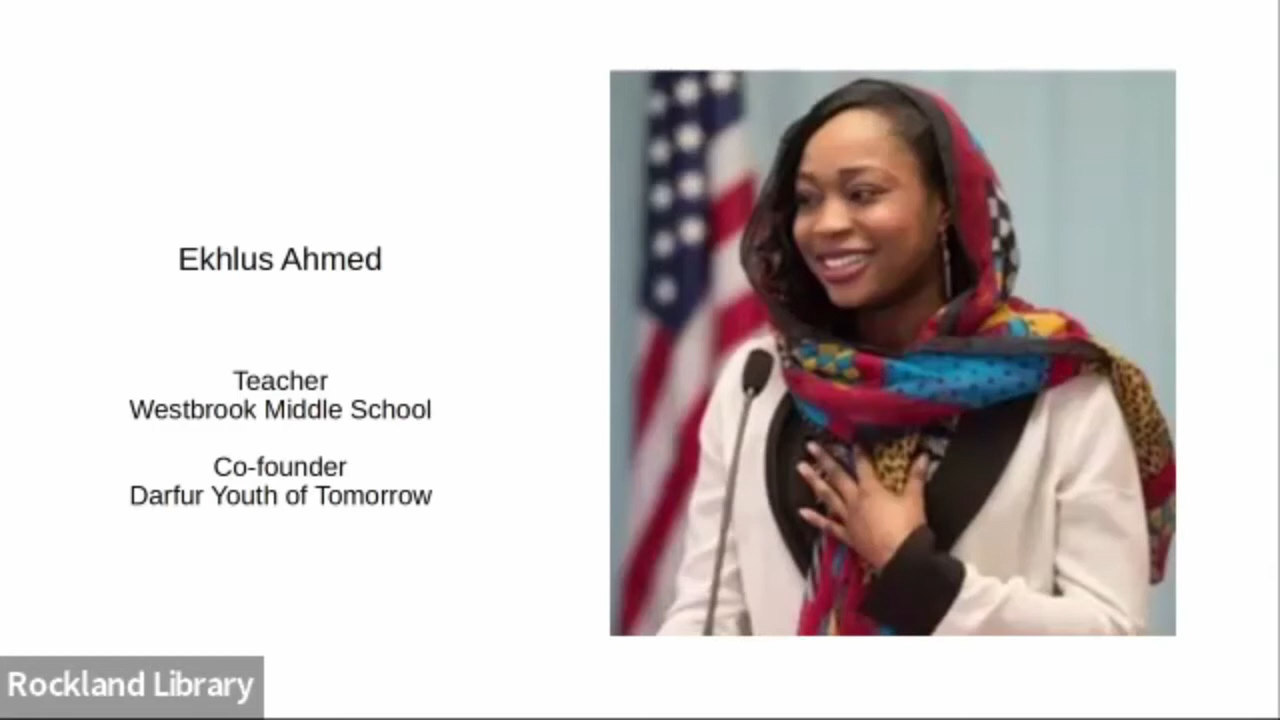 Ekhlus Ahmed
Teacher
Westbrook Middle School
Co-founder
Darfur Youth of Tomorrow
Rockland Library